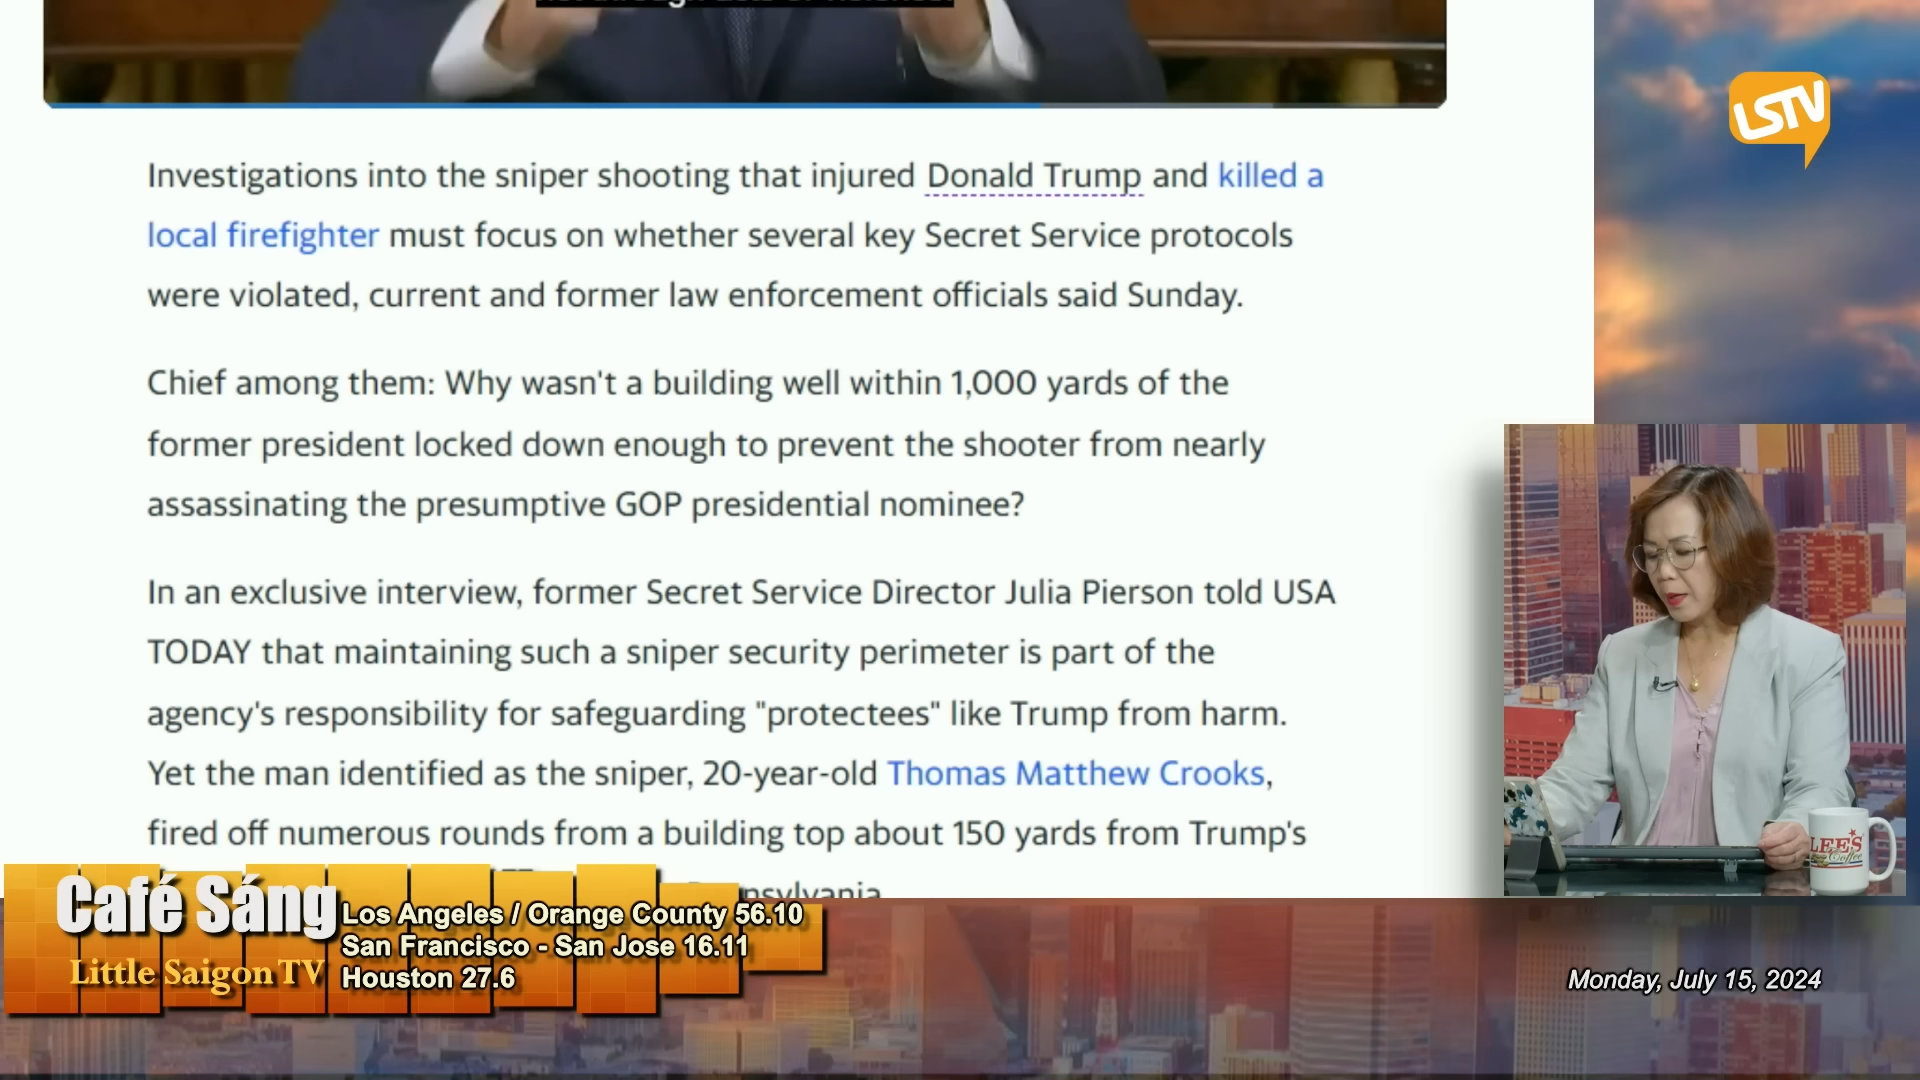 LSTV
Investigations into the sniper shooting that injured Donald Trump and killed a
local firefighter must focus on whether several key Secret Service protocols
were violated, current and former law enforcement officials said Sunday.
Chief among them: Why wasn't a building well within 1,000 yards of the
former president locked down enough to prevent the shooter from nearly
assassinating the presumptive GOP presidential nominee?
In an exclusive interview, former Secret Service Director Julia Pierson told USA
TODAY that maintaining such a sniper security perimeter is part of the
agency's responsibility for safeguarding "protectees" like Trump from harm.
Yet the man identified as the sniper, 20-year-old Thomas Matthew Crooks,
fired off numerous rounds from a building top about 150 yards from Trump's
LEE'S
Coffee
Café Sáng
Little Saigon TV
Los Angeles / Orange County 56.10
San Francisco - San Jose 16.11
Houston 27.6
Monday, July 15, 2024